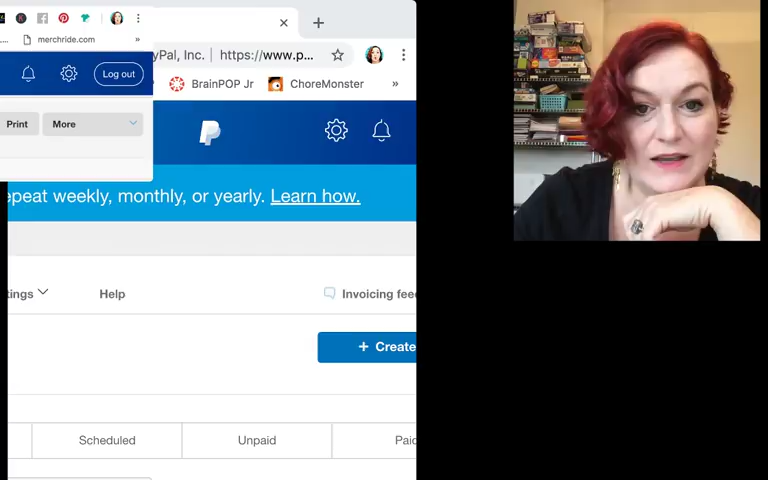 merchride.com »
Log out
Print More
yPal, Inc. https://www.p...
BrainPOP Jr ChoreMonster »
epeat weekly, monthly, or yearly. Learn how.
tings Help Invoicing fee
+ Create
Scheduled Unpaid Paid